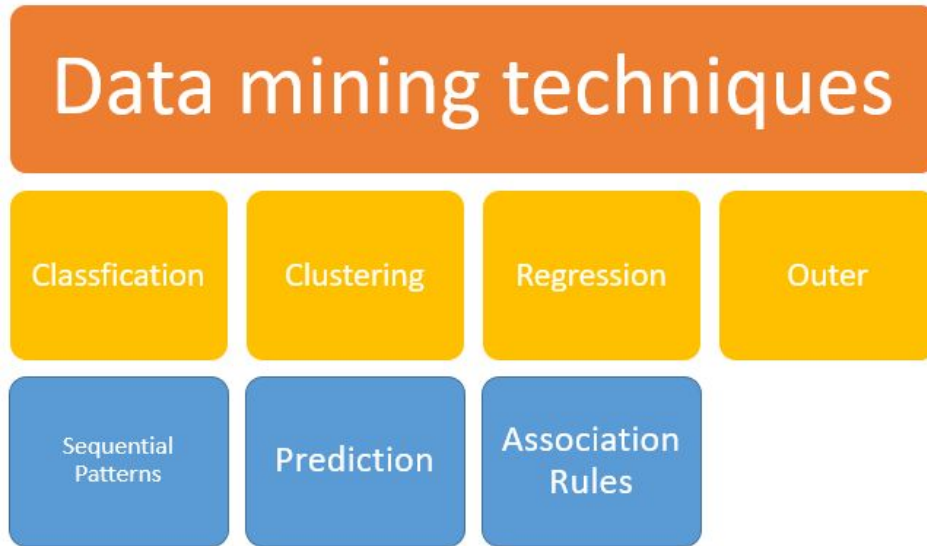 Data mining techniques
Classfication
Clustering
Regression
Outer
Sequential
Patterns
Prediction
Association
Rules